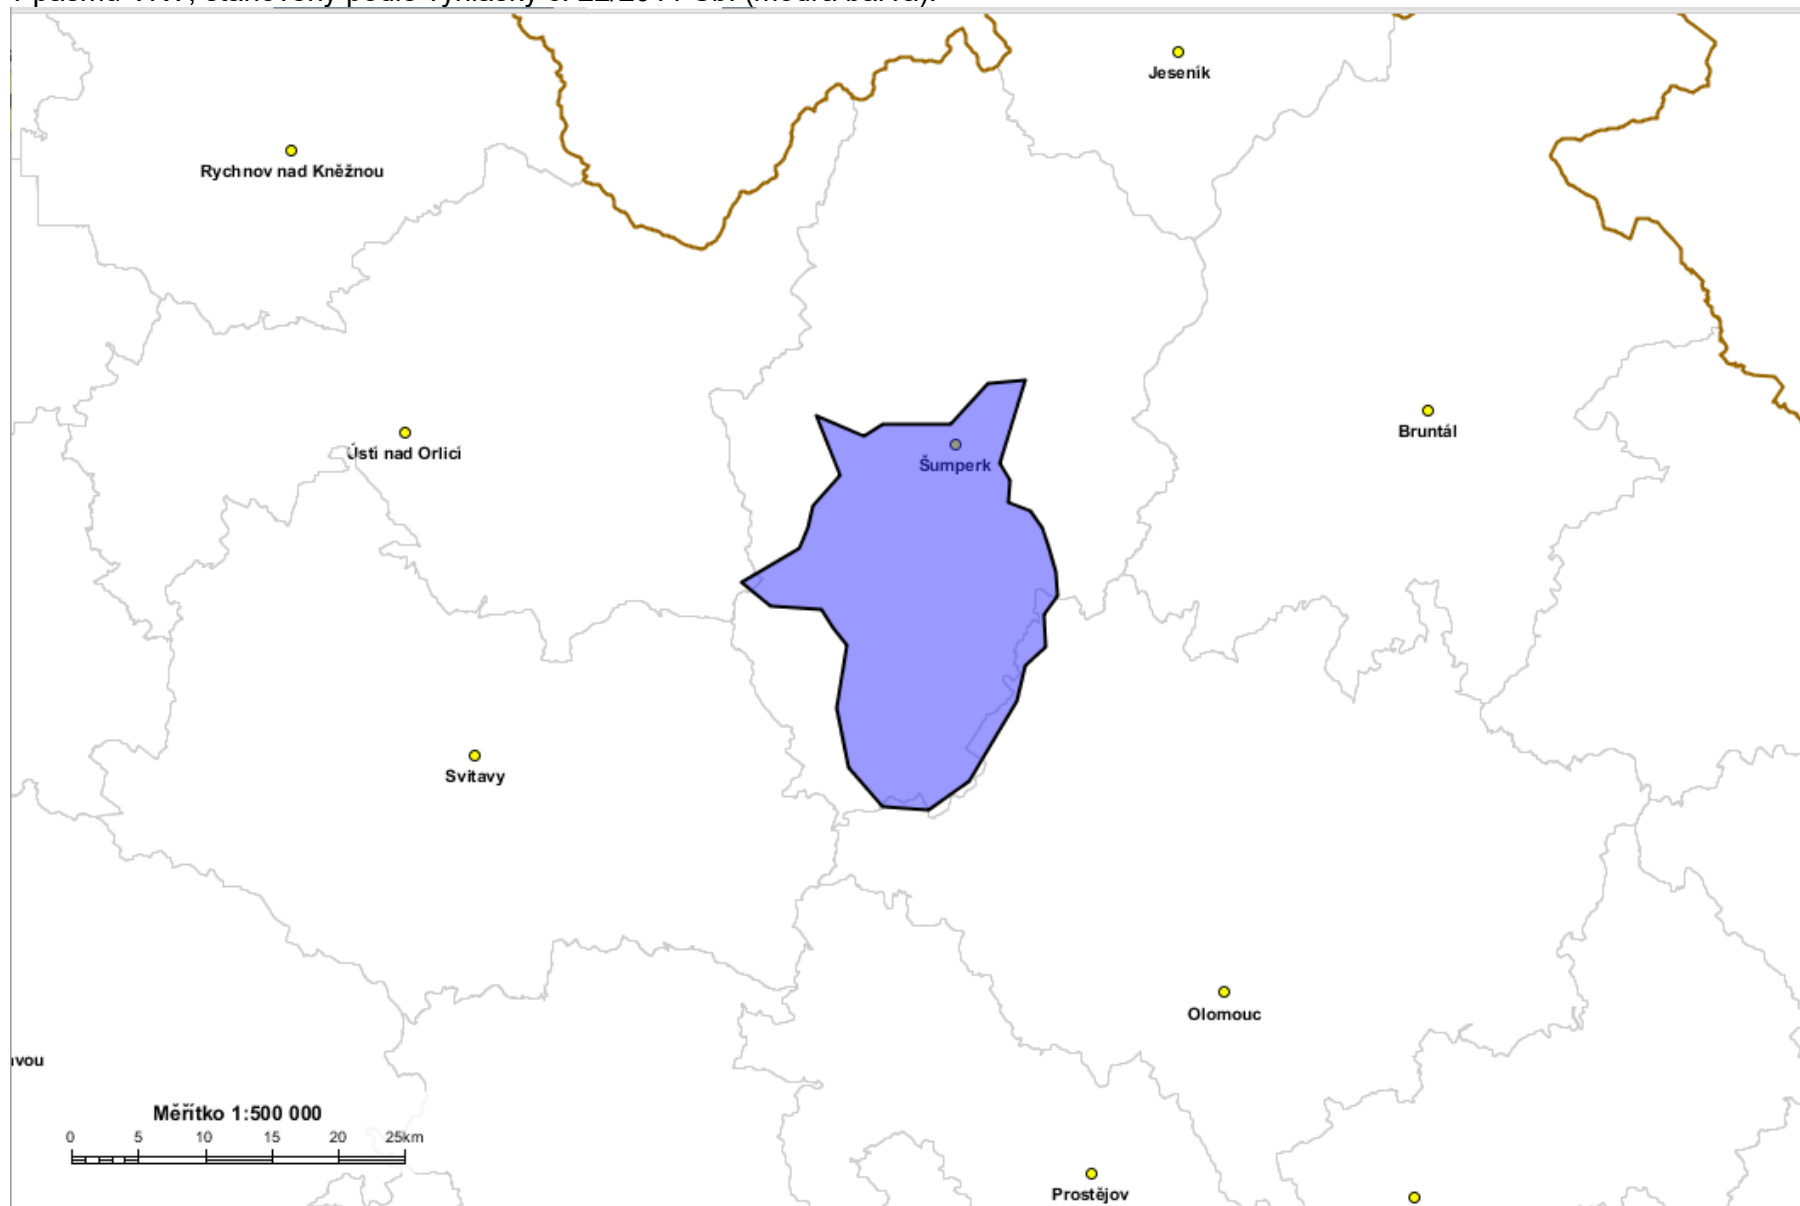 Jeseník
Rychnov nad Kněžnou
Bruntál
Ústí nad Orlicí
Šumperk
Svitavy
Olomouc
Měřítko 1:500 000
0 5 10 15 20 25km
Prostějov